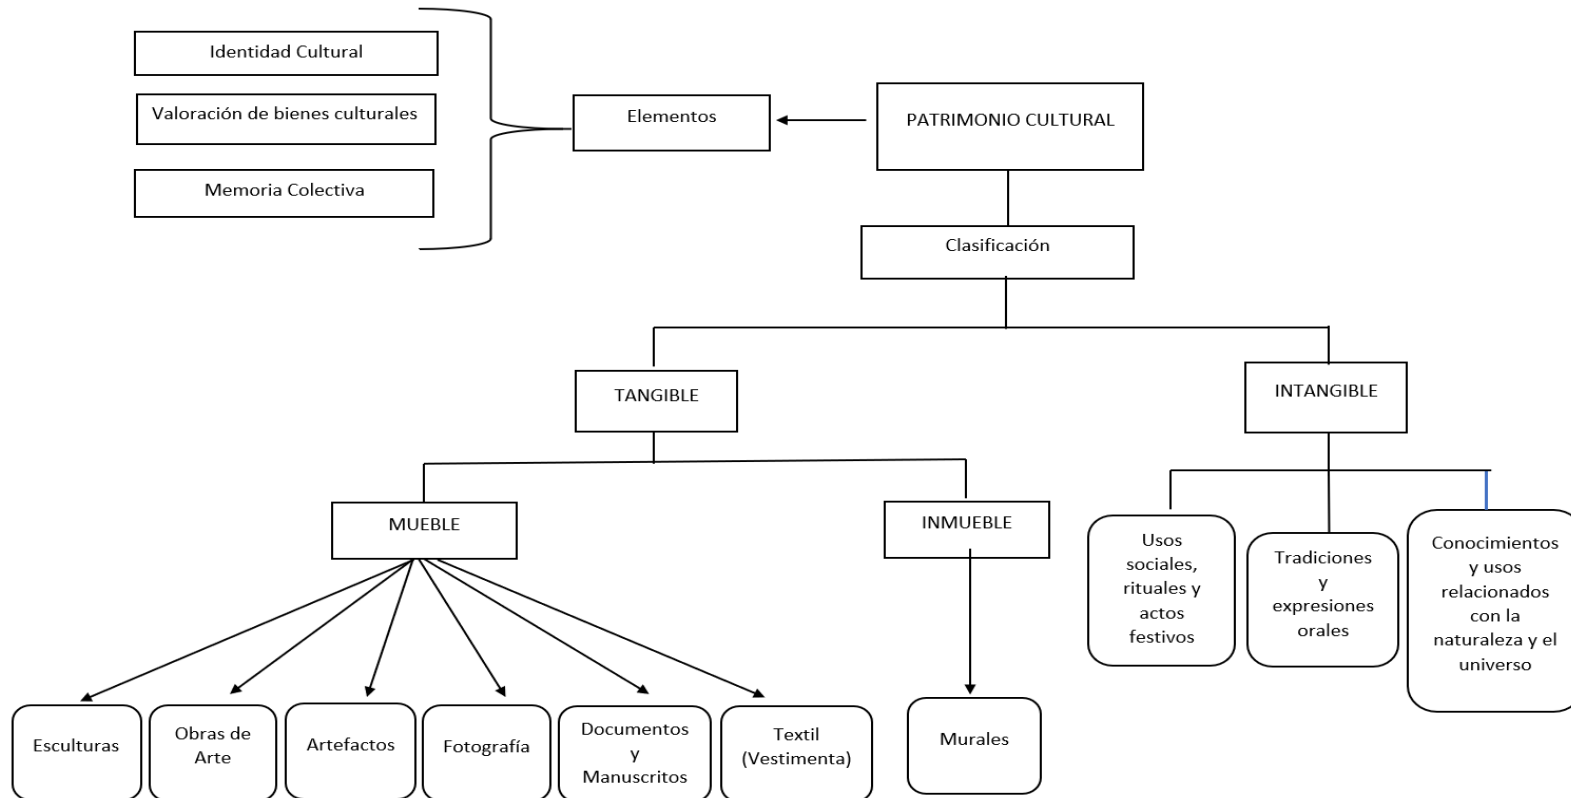 Identidad Cultural
Valoración de bienes culturales
Memoria Colectiva
Elementos
PATRIMONIO CULTURAL
Clasificación
TANGIBLE
INTANGIBLE
MUEBLE
INMUEBLE
Usos
sociales,
rituales y
actos
festivos
Tradiciones
y
expresiones
orales
Conocimientos
y usos
relacionados
con la
naturaleza y el
universo
Esculturas
Obras de
Arte
Artefactos
Fotografía
Documentos
y
Manuscritos
Textil
(Vestimenta)
Murales